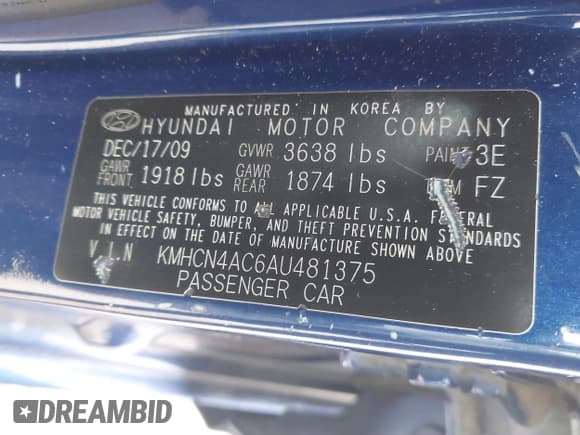 MANUFACTURED IN KOREA BY
HYUNDAI MOTOR COMPANY
DEC/17/09 GVWR 3638 lbs PAINT 3E
GAWR FRONT 1918 lbs GAWR REAR 1874 lbs TRIM FZ
THIS VEHICLE CONFORMS TO ALL APPLICABLE U.S.A. FEDERAL
MOTOR VEHICLE SAFETY, BUMPER, AND THEFT PREVENTION STANDARDS
IN EFFECT ON THE DATE OF MANUFACTURE SHOWN ABOVE
V.I.N KMHCN4AC6AU481375
PASSENGER CAR
DREAMBID